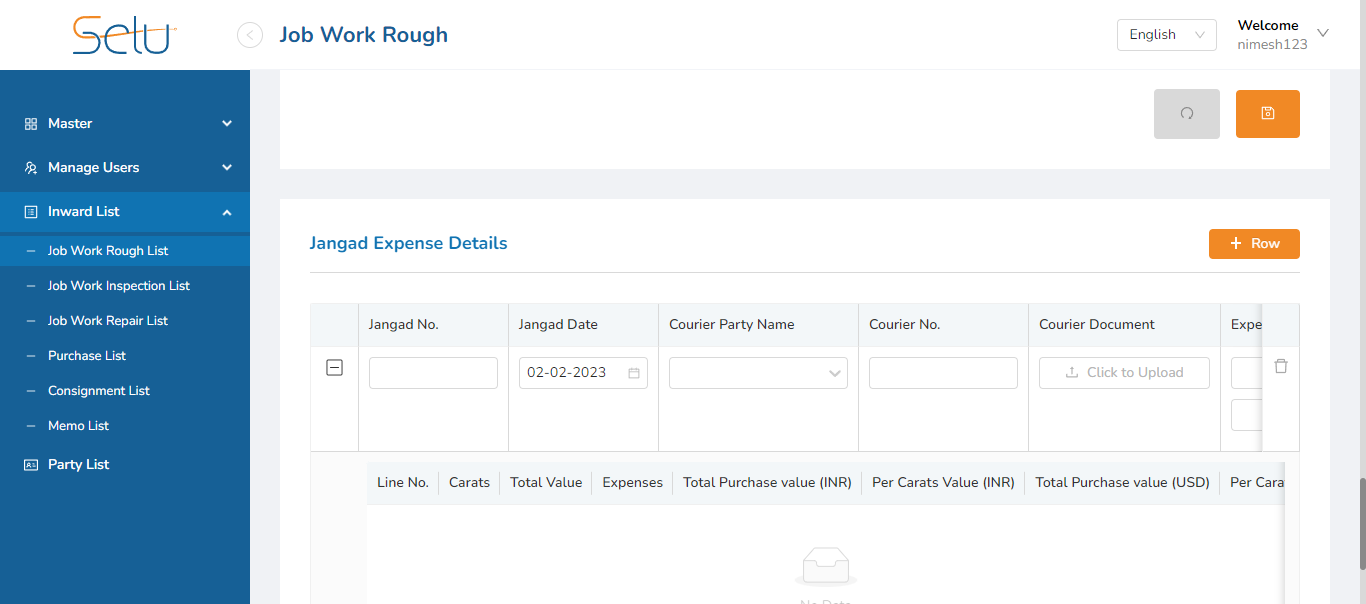 Selu
Job Work Rough
English
Welcome
nimesh123
Master
Manage Users
Inward List
Job Work Rough List
Job Work Inspection List
Job Work Repair List
Purchase List
Consignment List
Memo List
Party List
Jangad Expense Details
+ Row
Jangad No. Jangad Date Courier Party Name Courier No. Courier Document Expe
02-02-2023 Click to Upload
Line No. Carats Total Value Expenses Total Purchase value (INR) Per Carats Value (INR) Total Purchase value (USD) Per Cara
No Data